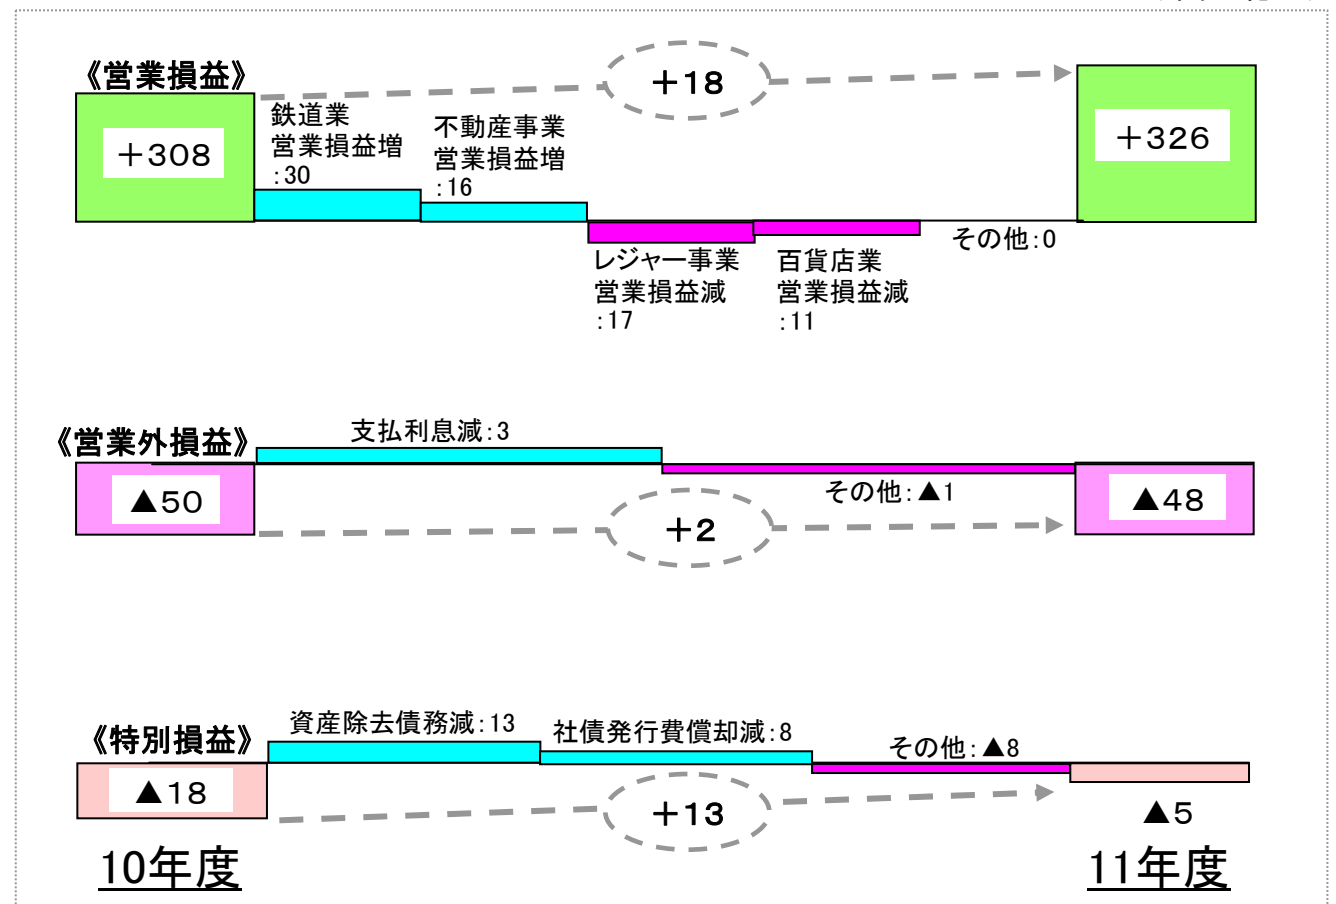 《営業損益》
+18
+308
鉄道業
営業損益増
:30
不動産事業
営業損益増
:16
+326
レジャー事業
営業損益減
:17
百貨店業
営業損益減
:11
その他:0
《営業外損益》
支払利息減:3
▲50
その他:▲1
▲48
+2
《特別損益》
資産除去債務減:13
社債発行費償却減:8
その他:▲8
▲18
+13
▲5
10年度
11年度